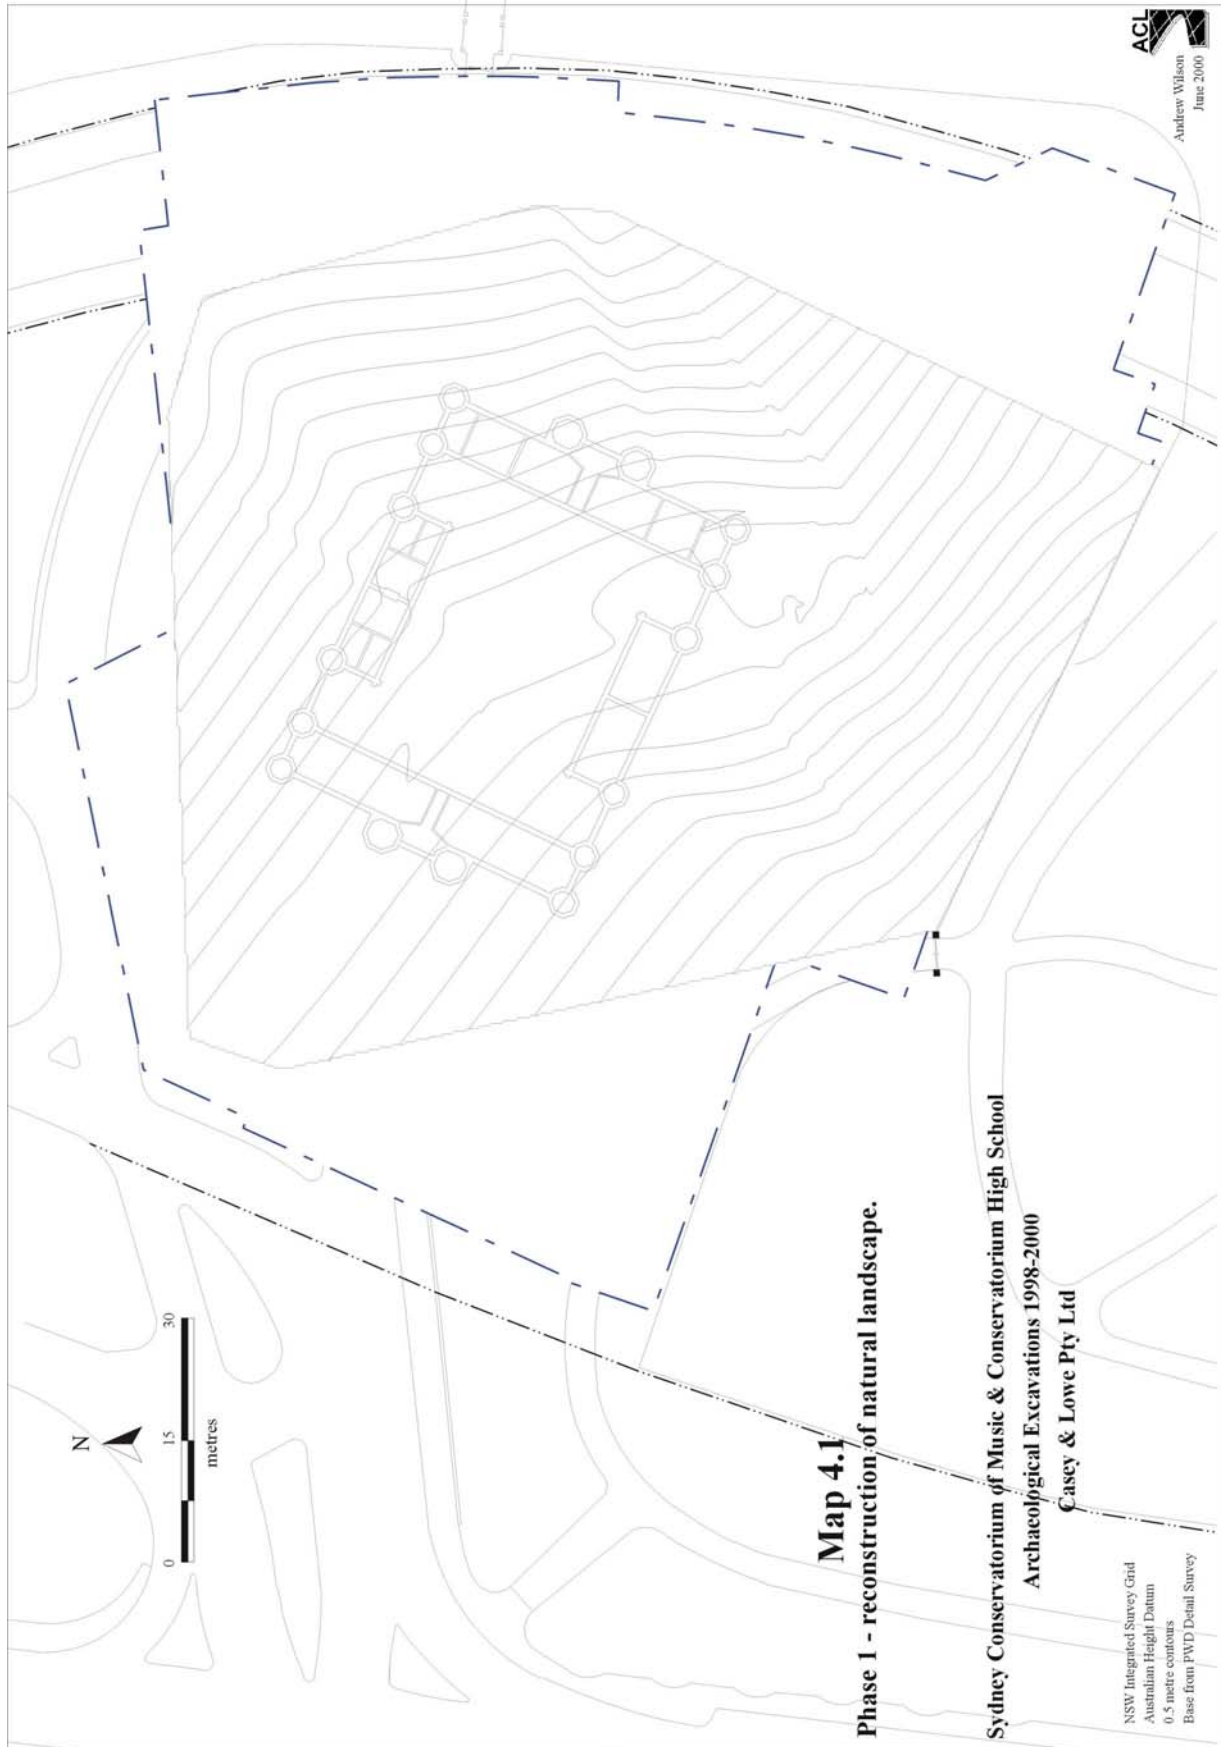 N
0 15 30
metres
Map 4.1
Phase 1 - reconstruction of natural landscape.
Sydney Conservatorium of Music & Conservatorium High School
Archaeological Excavations 1998-2000
Casey & Lowe Pty Ltd
NSW Integrated Survey Grid
Australian Height Datum
0.5 metre contours
Base from PWD Detail Survey
ACL
Andrew Wilson
June 2000